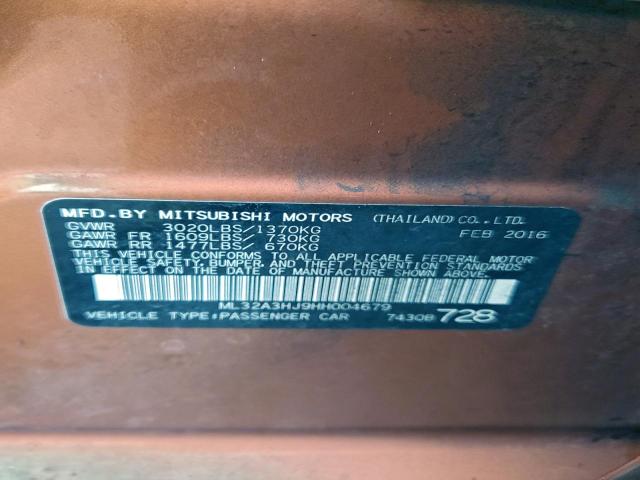 MFD.BY MITSUBISHI MOTORS (THAILAND)CO.,LTD.
GVWR 3020LBS/1370KG FEB 2016
GAWR FR 1609LBS/ 730KG
GAWR RR 1477LBS/ 670KG
THIS VEHICLE CONFORMS TO ALL APPLICABLE FEDERAL MOTOR
VEHICLE SAFETY, BUMPER, AND THEFT PREVENTION STANDARDS
IN EFFECT ON THE DATE OF MANUFACTURE SHOWN ABOVE.
ML32A3HJ9HH004679
VEHICLE TYPE:PASSENGER CAR 7430B 728